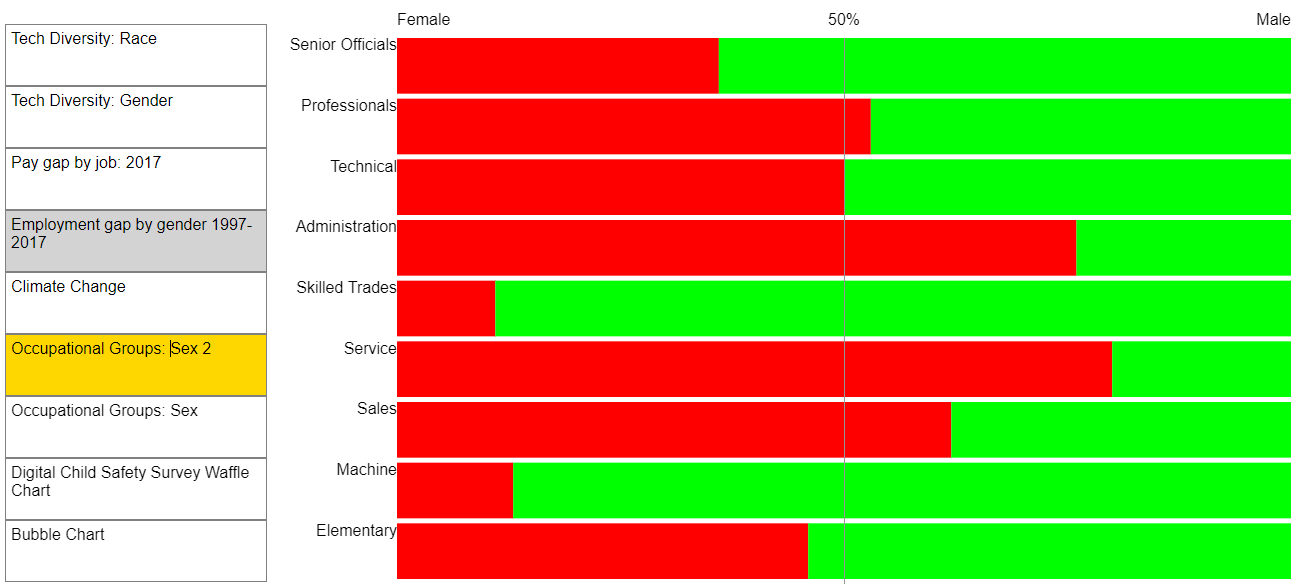 Tech Diversity: Race
Tech Diversity: Gender
Pay gap by job: 2017
Employment gap by gender 1997-
2017
Climate Change
Occupational Groups: Sex 2
Occupational Groups: Sex
Digital Child Safety Survey Waffle
Chart
Bubble Chart
Female
50%
Male
Senior Officials
Professionals
Technical
Administration
Skilled Trades
Service
Sales
Machine
Elementary